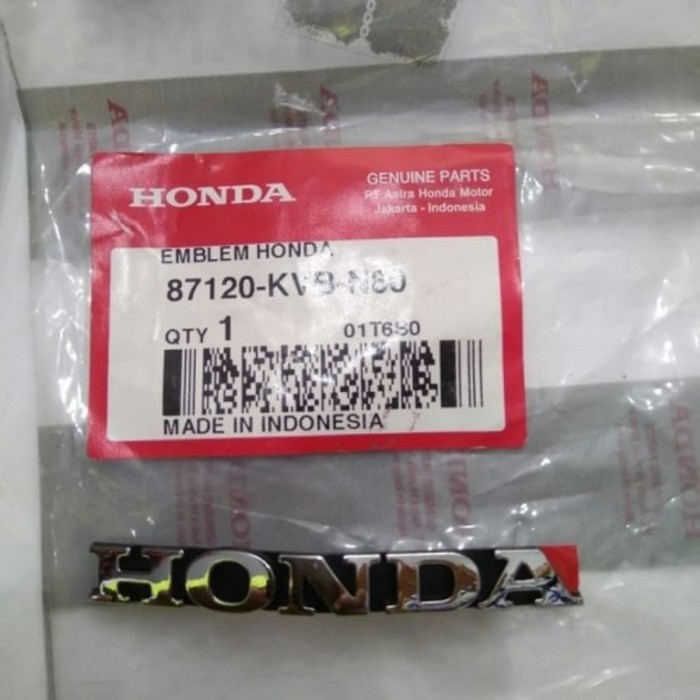 HONDA
GENUINE PARTS
PT Astra Honda Motor
Jakarta - Indonesia
EMBLEM HONDA
87120-KVB-N80
QTY 1
01T6S0
MADE IN INDONESIA
HONDA